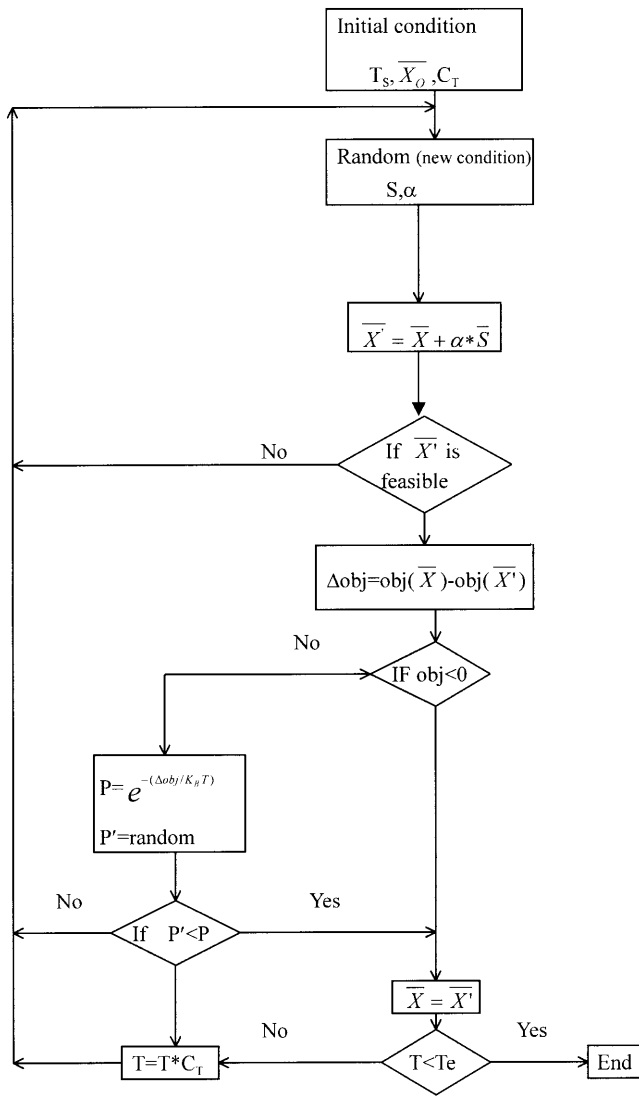 Initial condition
T_S, X̅_O̅ ,C_T
Random (new condition)
S,α
X̅' = X̅ + α* S̅
No
If X̅' is
feasible
Δobj=obj( X̅ )-obj( X̅' )
No
IF obj<0
P= e^{-(Δobj/K_B T)}
P′=random
No
If P′<P
Yes
X̅ = X̅'
No
T<Te
Yes
T=T*C_T
End